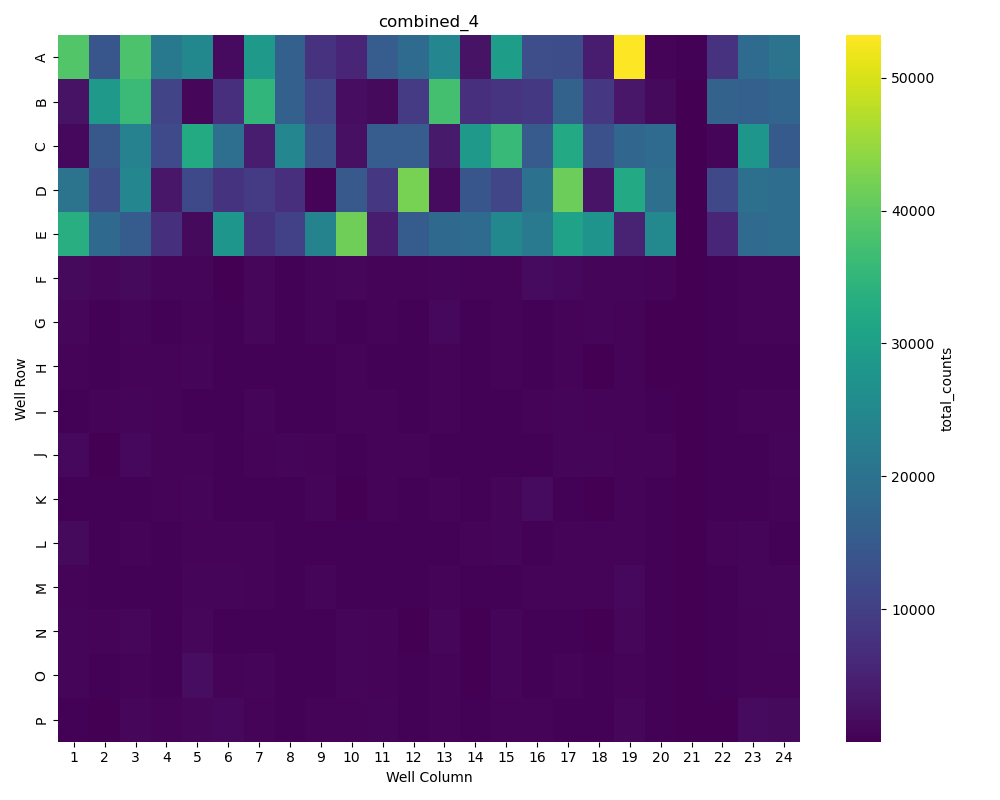 combined_4
A
B
C
D
E
F
G
H
I
J
K
L
M
N
O
P
Well Row
1 2 3 4 5 6 7 8 9 10 11 12 13 14 15 16 17 18 19 20 21 22 23 24
Well Column
50000
40000
30000
20000
10000
total_counts